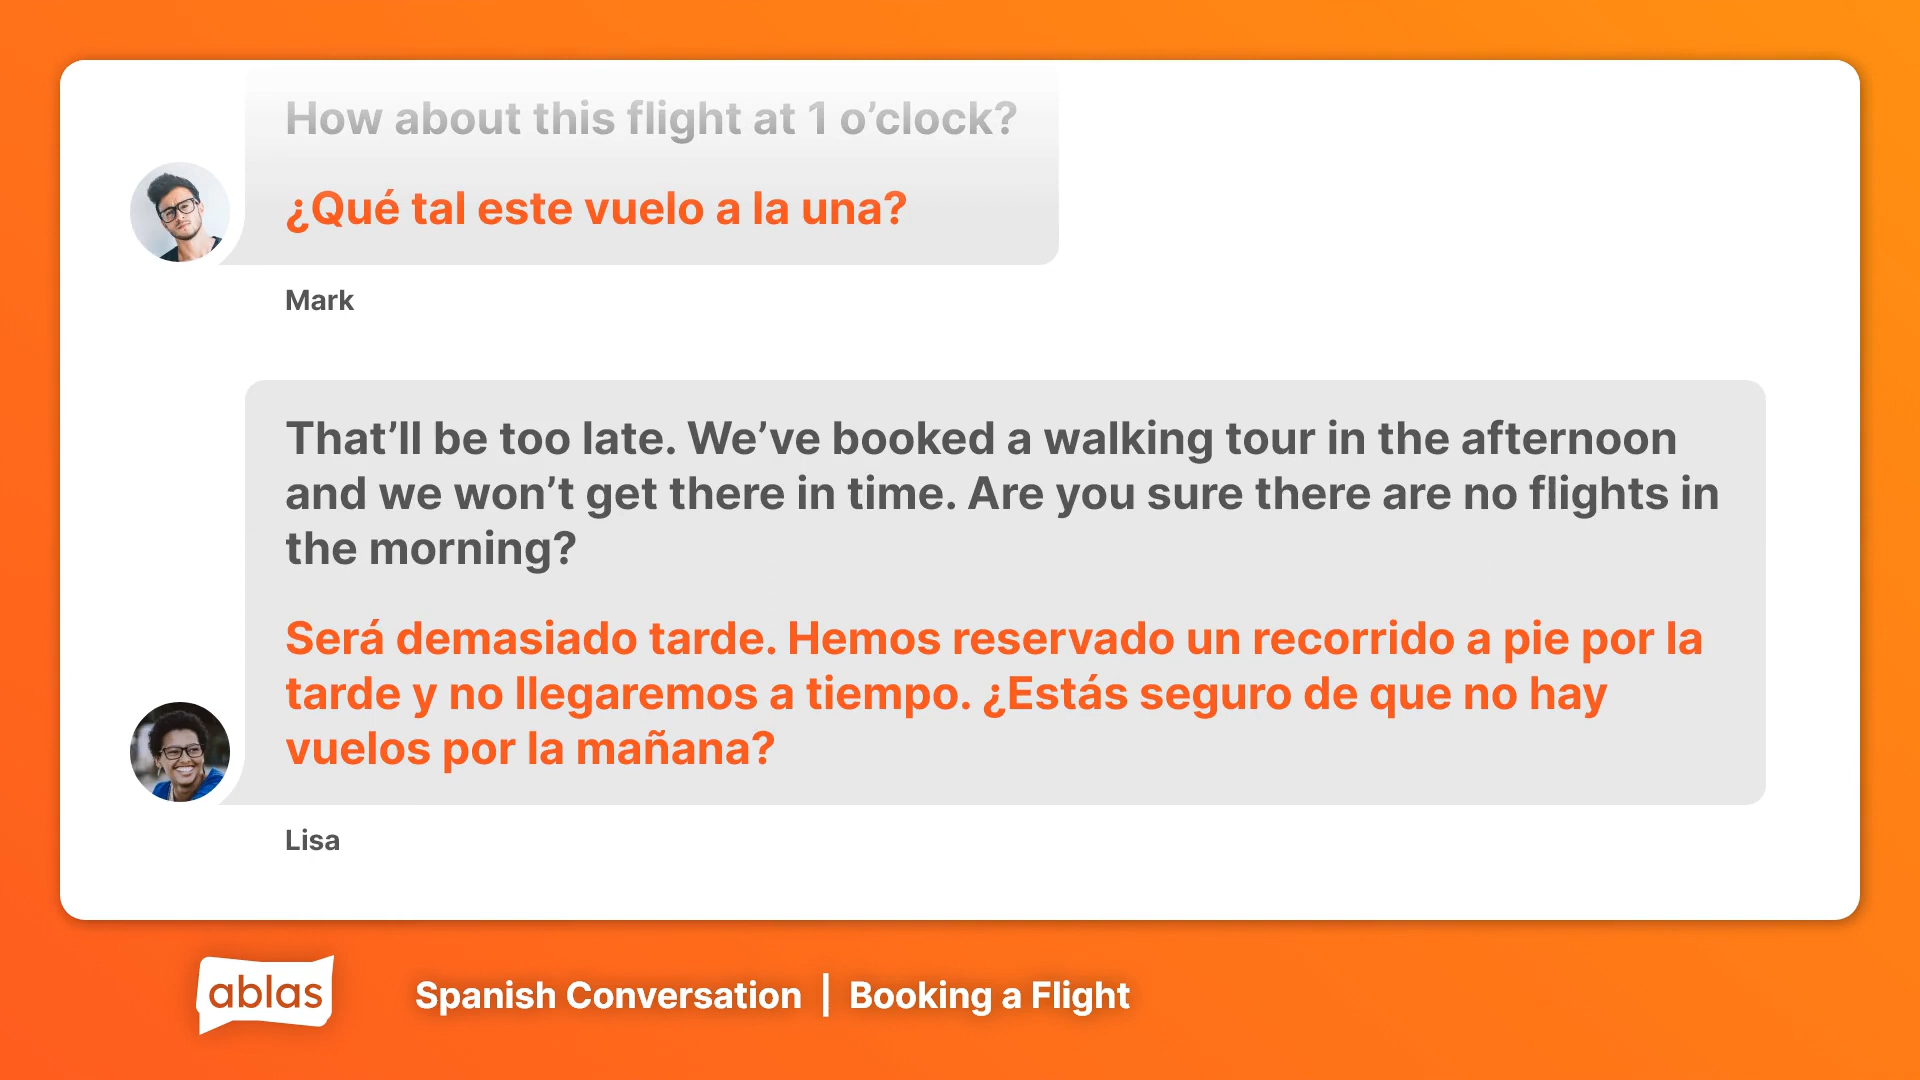 How about this flight at 1 o’clock?
¿Qué tal este vuelo a la una?
Mark
That’ll be too late. We’ve booked a walking tour in the afternoon
and we won’t get there in time. Are you sure there are no flights in
the morning?
Será demasiado tarde. Hemos reservado un recorrido a pie por la
tarde y no llegaremos a tiempo. ¿Estás seguro de que no hay
vuelos por la mañana?
Lisa
ablas
Spanish Conversation | Booking a Flight